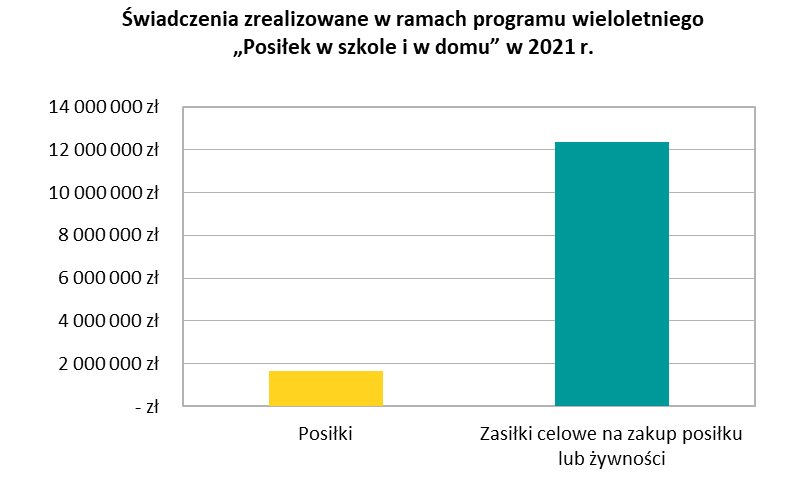 Świadczenia zrealizowane w ramach programu wieloletniego
„Posiłek w szkole i w domu” w 2021 r.
14 000 000 zł
12 000 000 zł
10 000 000 zł
8 000 000 zł
6 000 000 zł
4 000 000 zł
2 000 000 zł
- zł
Posiłki
Zasiłki celowe na zakup posiłku
lub żywności